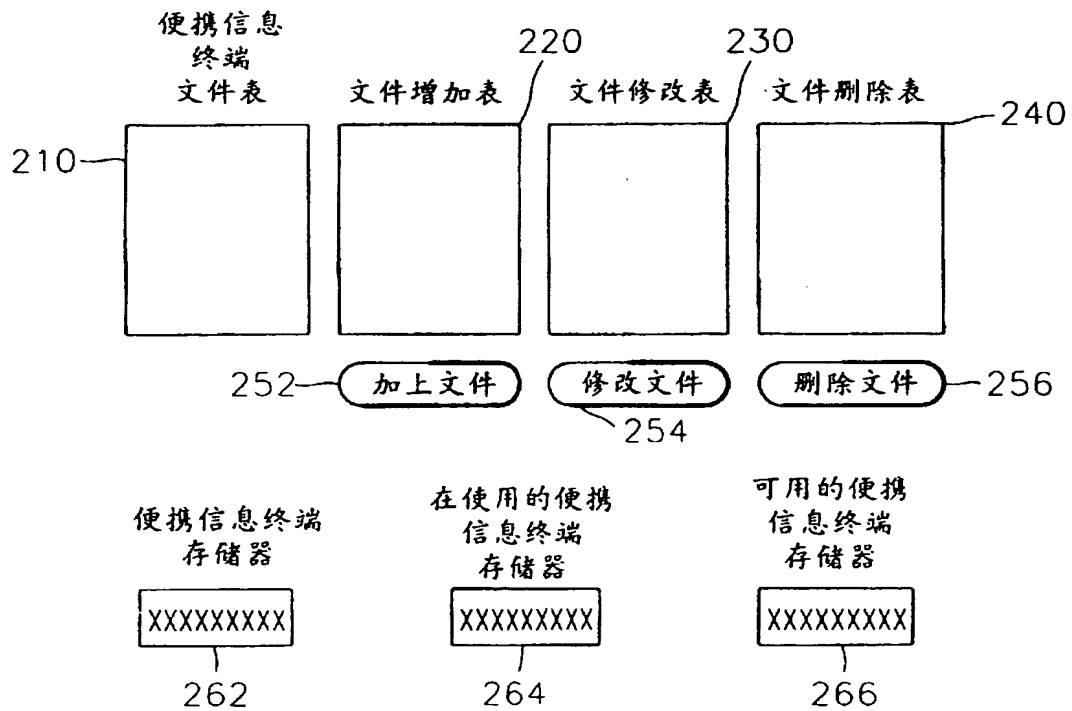 便携信息
终端
文件表
220
文件增加表
230
文件修改表
文件删除表
240
210
252
加上文件
修改文件
254
删除文件
256
便携信息终端
存储器
XXXXXXXXX
262
在使用的便携
信息终端
存储器
XXXXXXXXX
264
可用的便携
信息终端
存储器
XXXXXXXXX
266